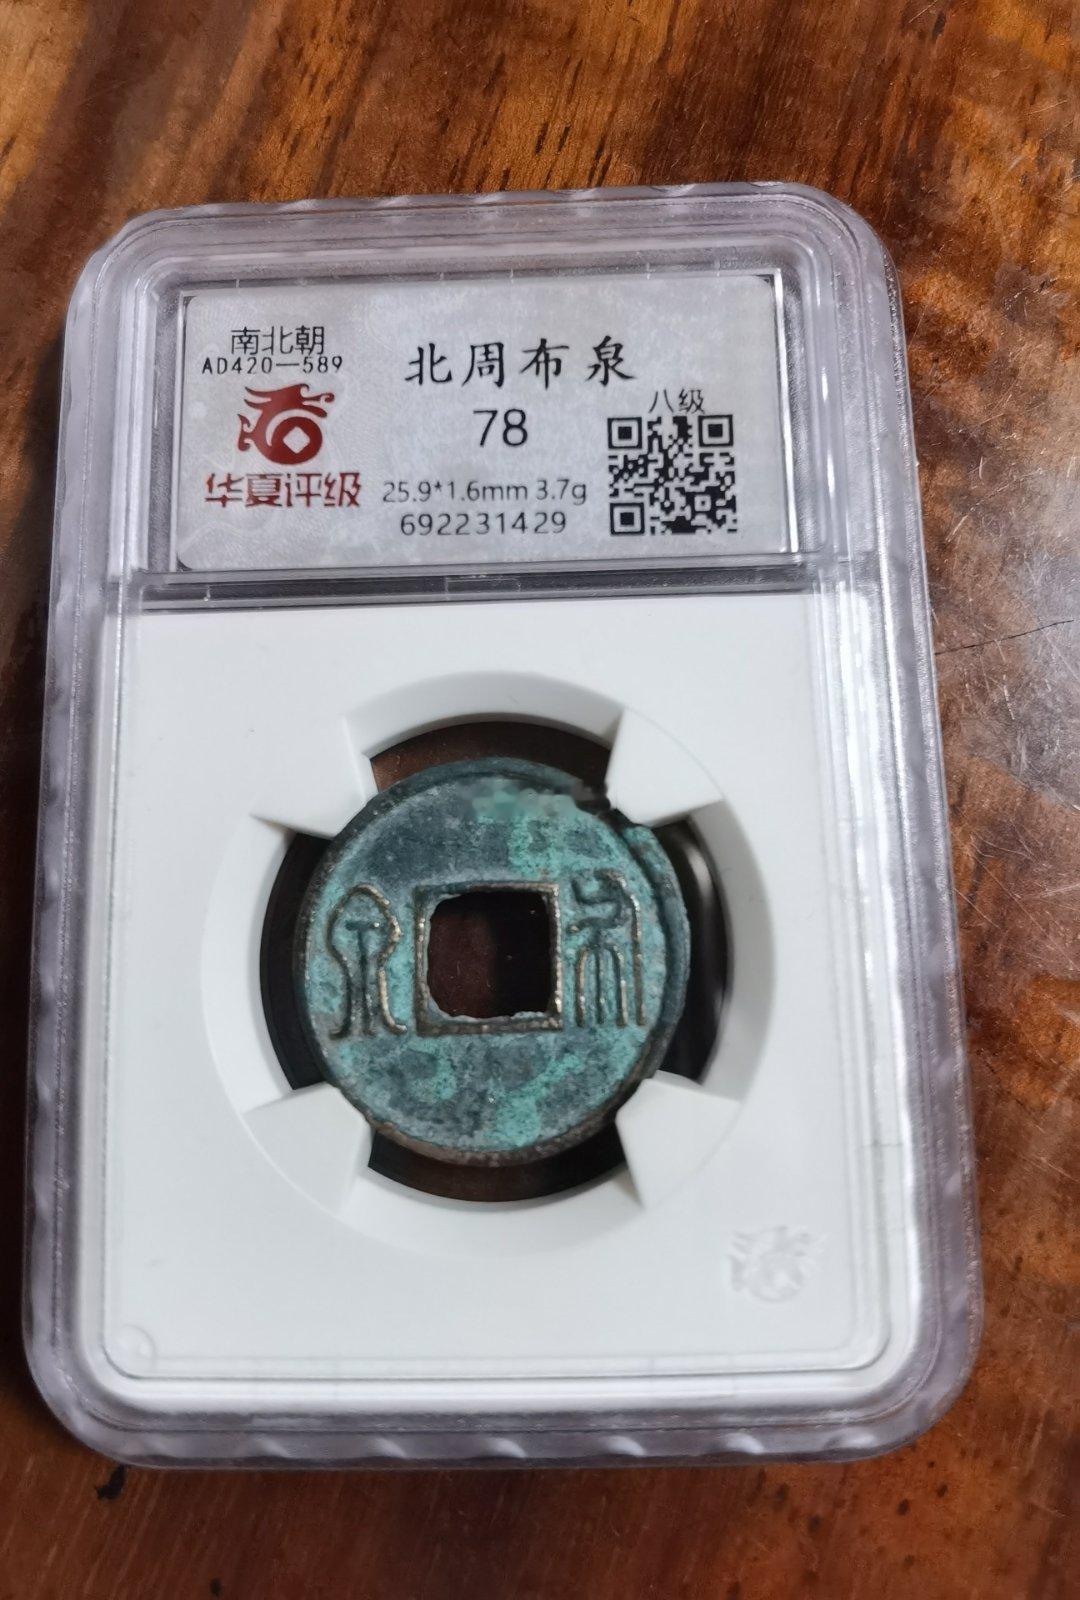 南北朝
AD420—589
华夏评级
北周布泉
78
25.9*1.6mm 3.7g
692231429
八级
布泉